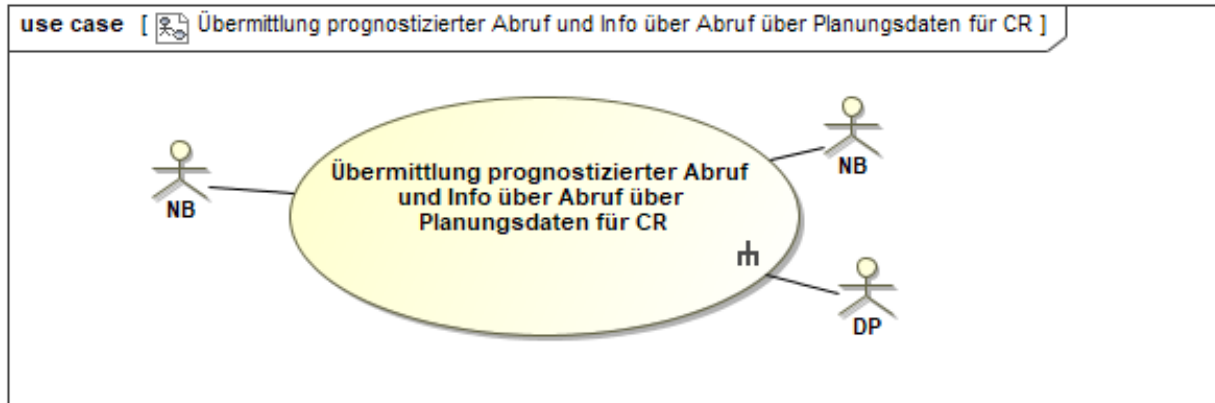 use case [ Übermittlung prognostizierter Abruf und Info über Abruf über Planungsdaten für CR ]
NB
Übermittlung prognostizierter Abruf
und Info über Abruf über
Planungsdaten für CR
NB
DP